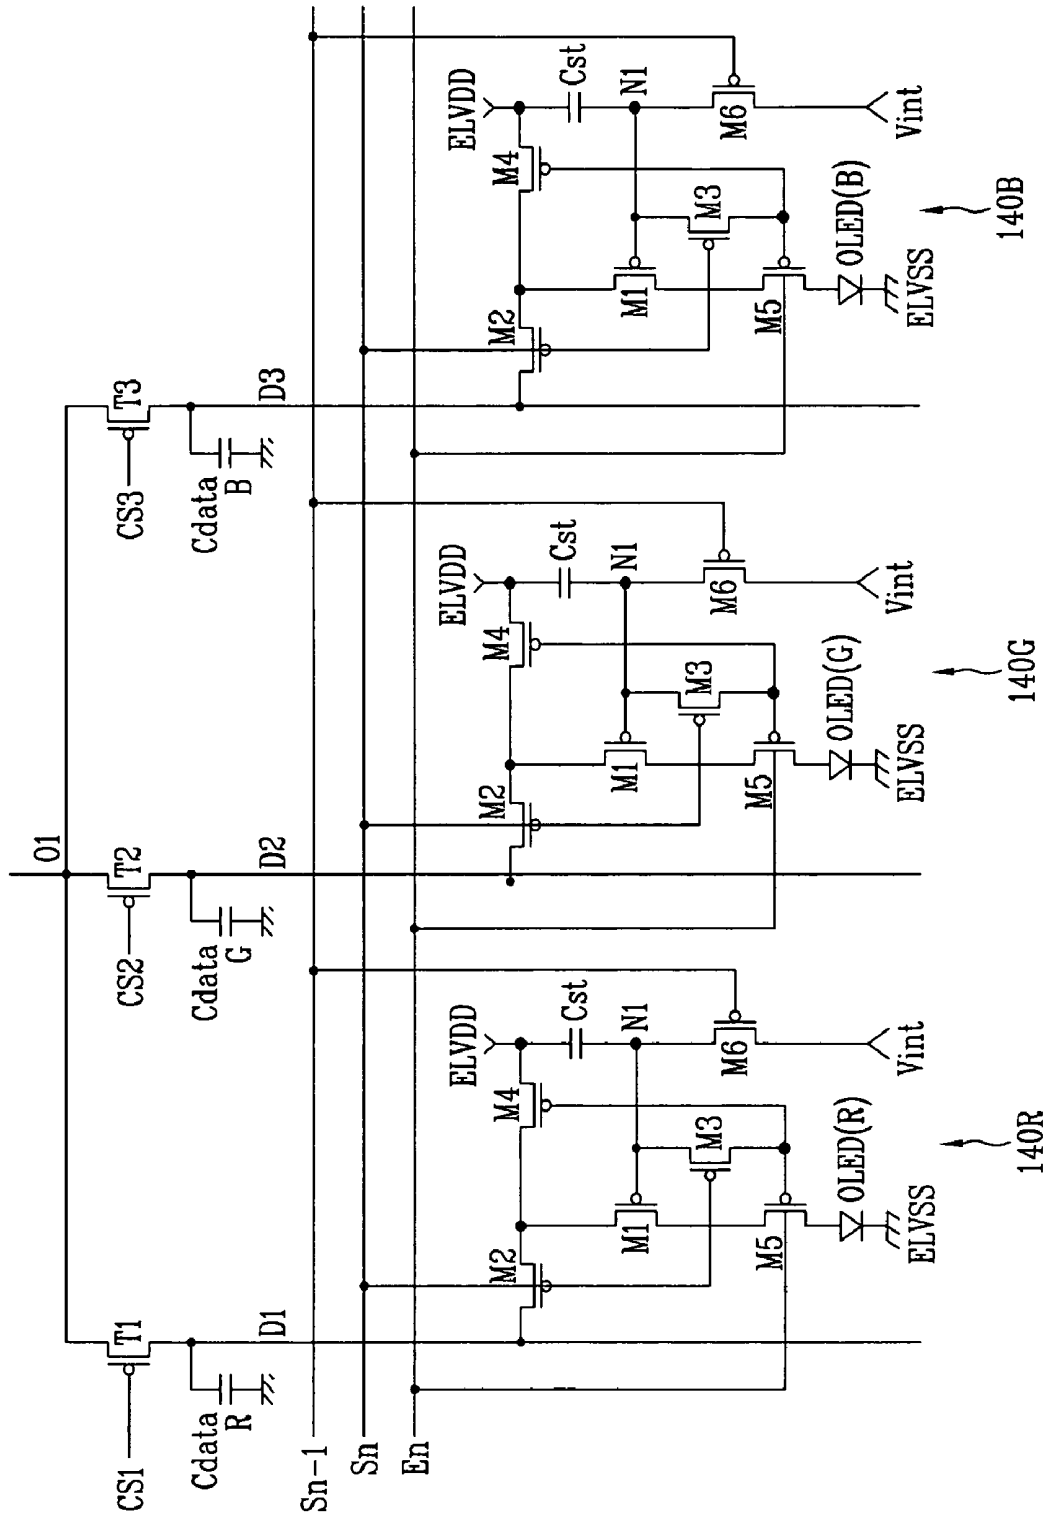 O1
CS1
T1
CS2
T2
CS3
T3
Cdata
R
D1
Cdata
G
D2
Cdata
B
D3
Sn-1
Sn
En
ELVDD
M2
M4
Cst
N1
M1
M3
M5
M6
OLED(R)
ELVSS
Vint
140R
ELVDD
M2
M4
Cst
N1
M1
M3
M5
M6
OLED(G)
ELVSS
Vint
140G
ELVDD
M2
M4
Cst
N1
M1
M3
M5
M6
OLED(B)
ELVSS
Vint
140B